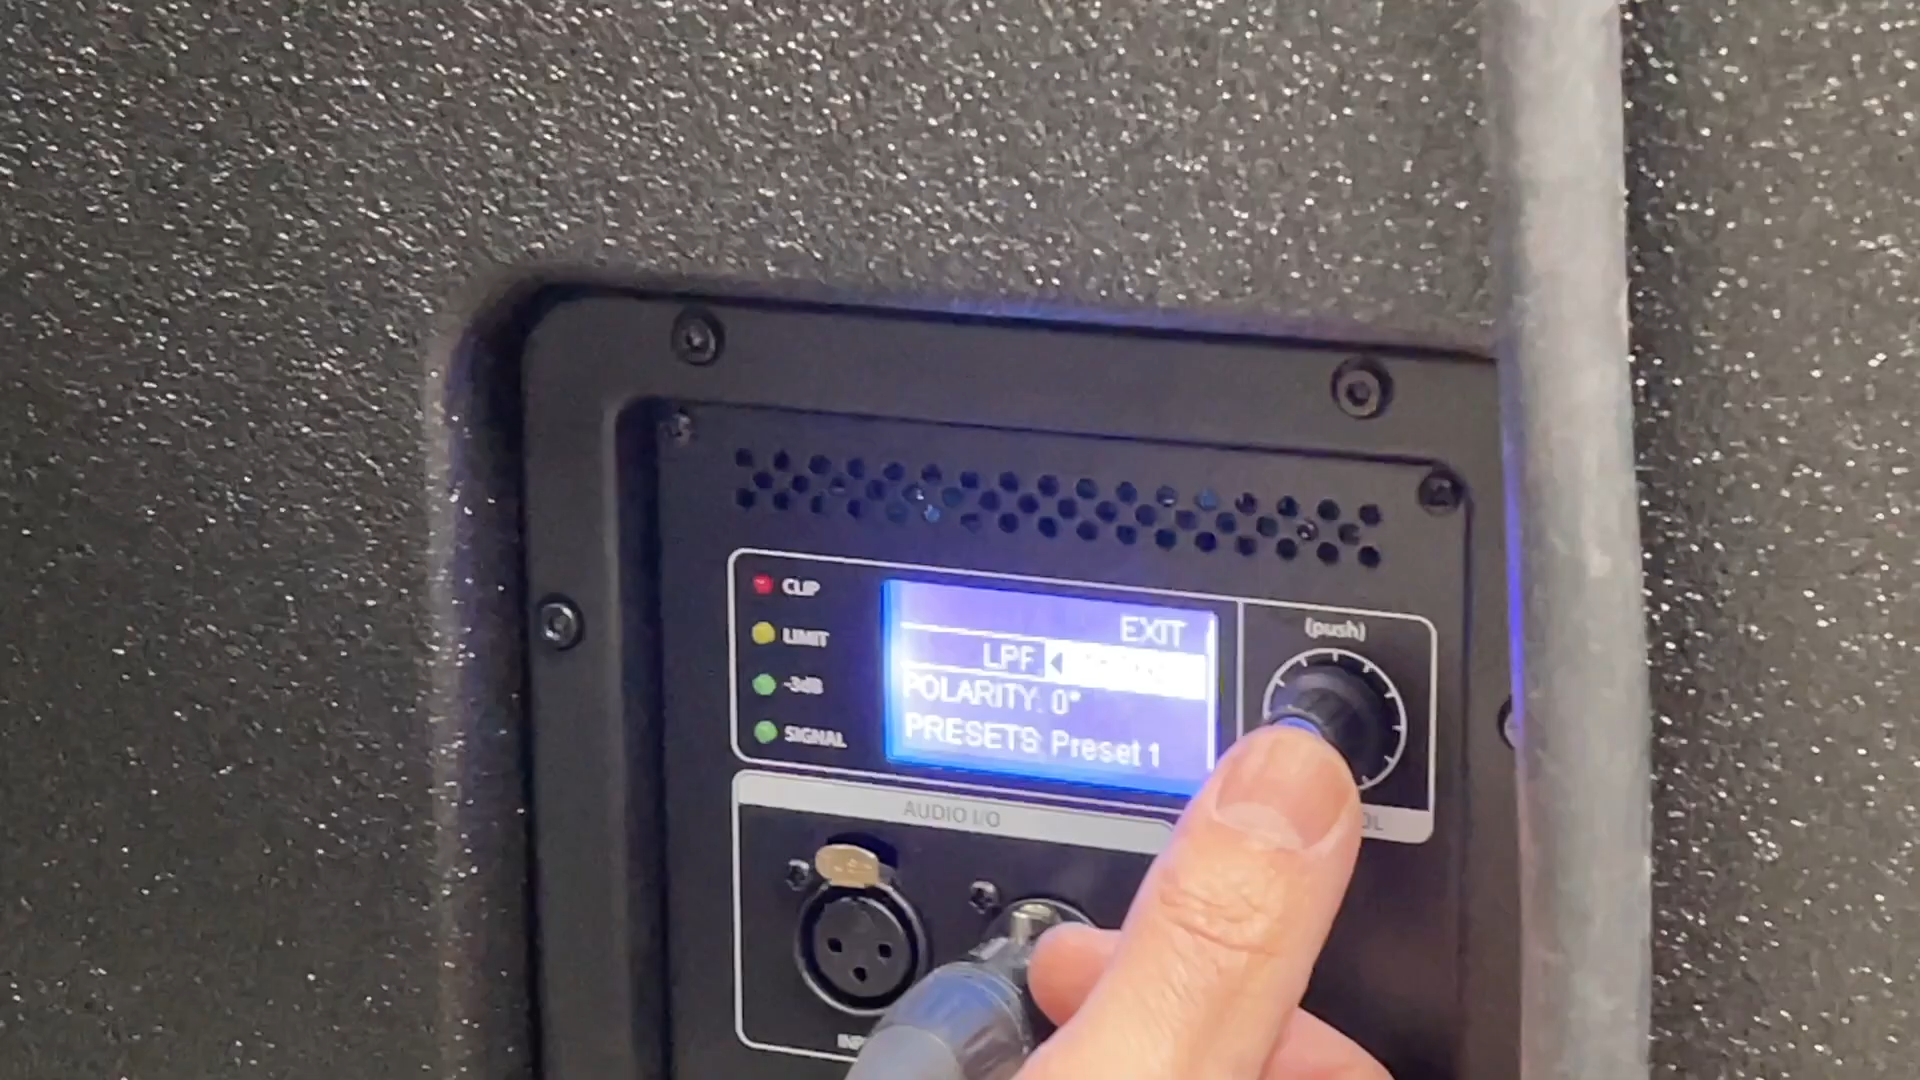 CLIP
LIMIT
-3dB
SIGNAL
EXIT
LPF
POLARITY: 0°
PRESETS: Preset 1
(push)
AUDIO I/O